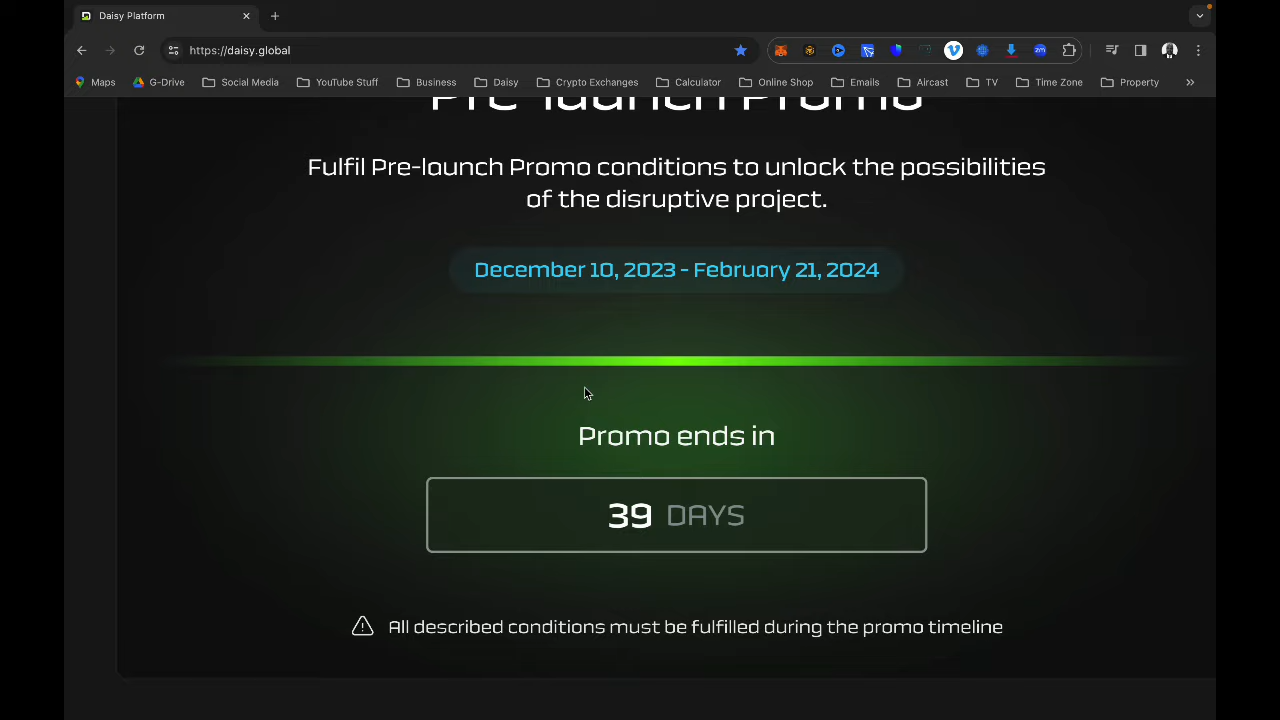 Daisy Platform
https://daisy.global
Maps G-Drive Social Media YouTube Stuff Business Daisy Crypto Exchanges Calculator Online Shop Emails Aircast TV Time Zone Property
Pre-launch Promo
Fulfil Pre-launch Promo conditions to unlock the possibilities
of the disruptive project.
December 10, 2023 - February 21, 2024
Promo ends in
39 DAYS
All described conditions must be fulfilled during the promo timeline